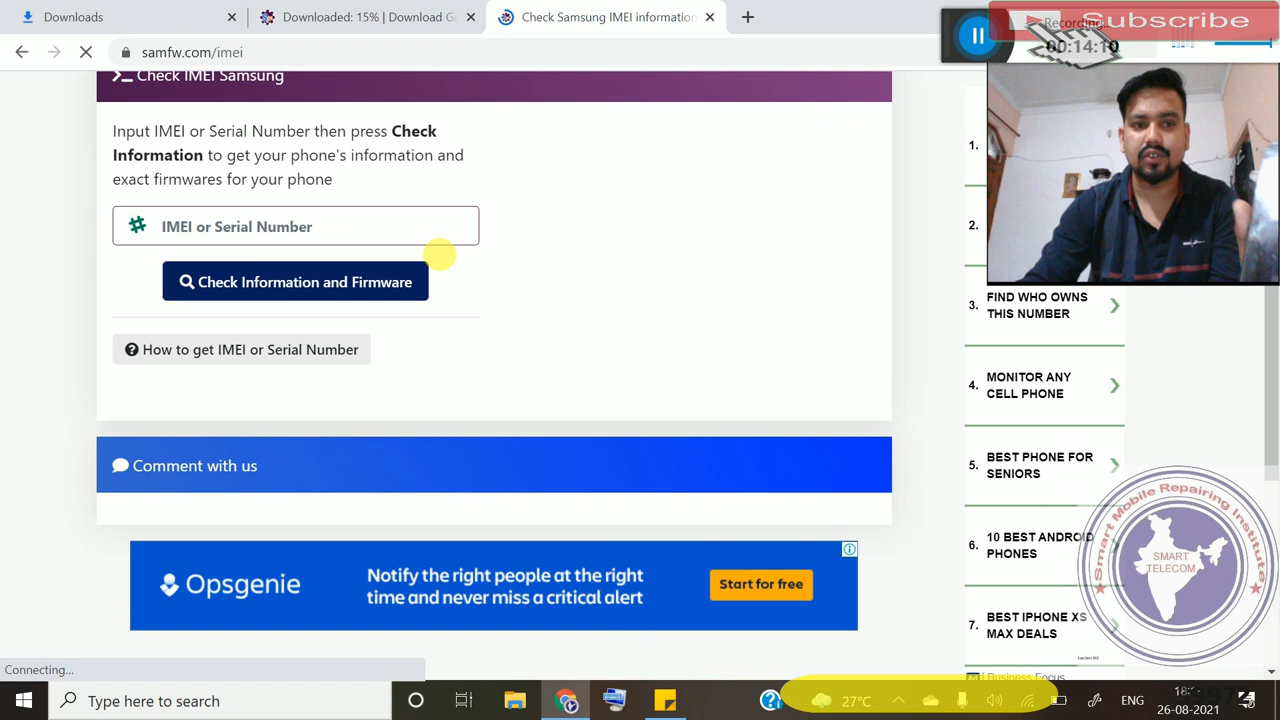 Downloads
Downloaded: 15% | Download Ga
Check Samsung IMEI information
Subscribe
Recording...
00:14:10
samfw.com/imei
Check IMEI Samsung
Input IMEI or Serial Number then press Check
Information to get your phone's information and
exact firmwares for your phone
IMEI or Serial Number
Check Information and Firmware
How to get IMEI or Serial Number
Comment with us
Opsgenie
Notify the right people at the right
time and never miss a critical alert
Start for free
1.
2.
3. FIND WHO OWNS
THIS NUMBER
4. MONITOR ANY
CELL PHONE
5. BEST PHONE FOR
SENIORS
6. 10 BEST ANDROID
PHONES
7. BEST IPHONE XS
MAX DEALS
Business Focus
Smart Mobile Repairing Institute
SMART
TELECOM
Connecting...
Type here to search
27°C
ENG
26-08-2021